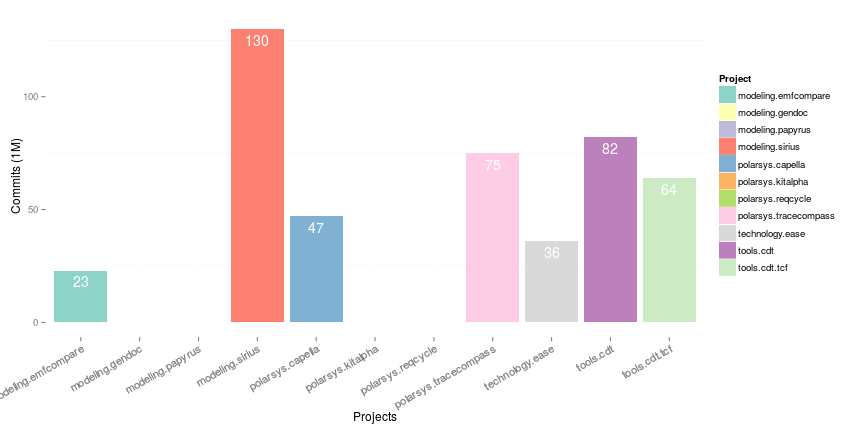 Commits (1M)
100
50
0
23
130
47
75
36
82
64
odeling.emfcompare
modeling.gendoc
modeling.papyrus
modeling.sirius
polarsys.capella
polarsys.kitalpha
polarsys.reqcycle
polarsys.tracecompass
technology.ease
tools.cdt
tools.cdt.tcf
Projects
Project
modeling.emfcompare
modeling.gendoc
modeling.papyrus
modeling.sirius
polarsys.capella
polarsys.kitalpha
polarsys.reqcycle
polarsys.tracecompass
technology.ease
tools.cdt
tools.cdt.tcf